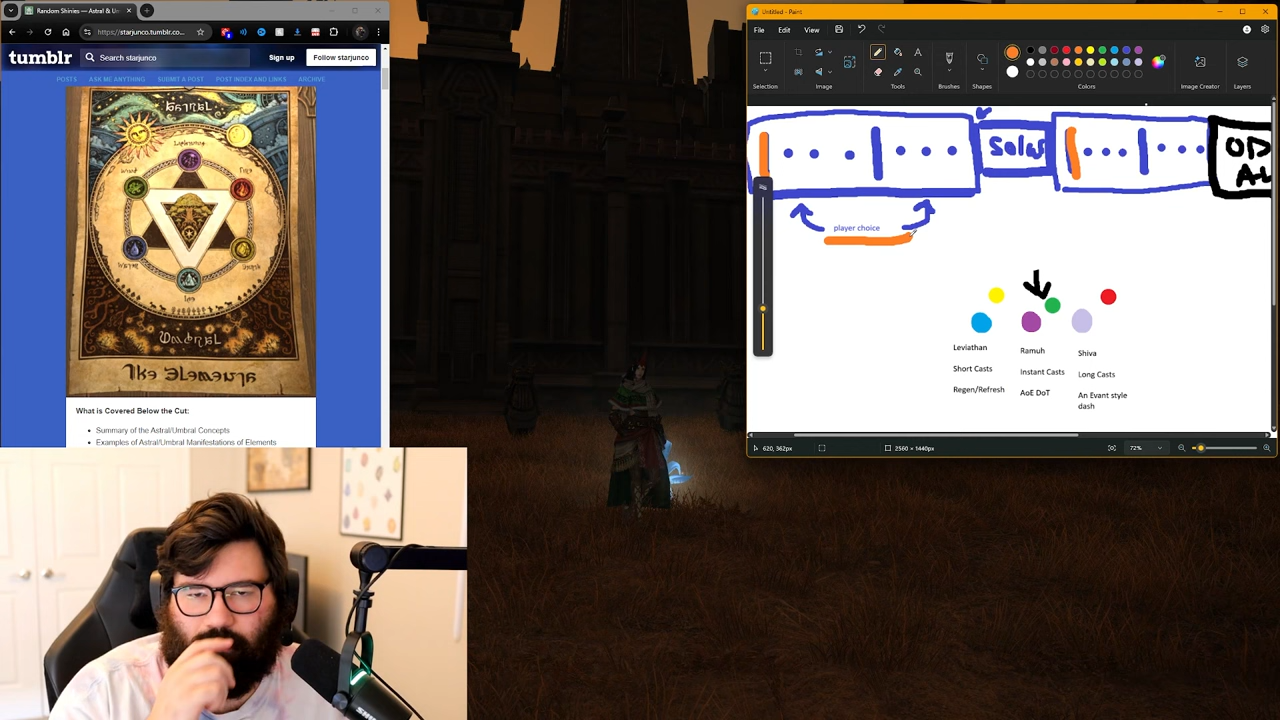 Random Shinies — Astral & Un
https://starjunco.tumblr.co...
tumblr
Search starjunco
Sign up
Follow starjunco
POSTS
ASK ME ANYTHING
SUBMIT A POST
POST INDEX AND LINKS
ARCHIVE
What is Covered Below the Cut:
Summary of the Astral/Umbral Concepts
Examples of Astral/Umbral Manifestations of Elements
Untitled - Paint
File
Edit
View
Selection
Image
Tools
Brushes
Shapes
Colors
Image Creator
Layers
Solar
player choice
Leviathan
Short Casts
Regen/Refresh
Ramuh
Instant Casts
AoE DoT
Shiva
Long Casts
An Evant style
dash
620, 362px
2560 × 1440px
72%